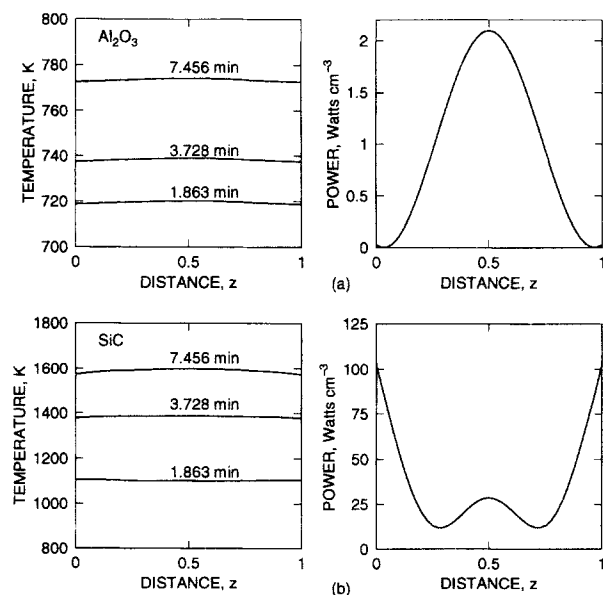 Al₂O₃
TEMPERATURE, K
800
780
760
740
720
700
7.456 min
3.728 min
1.863 min
0
0.5
1
DISTANCE, z
POWER, Watts cm⁻³
2
1.5
1
0.5
0
0
0.5
1
DISTANCE, z
(a)
SiC
TEMPERATURE, K
1800
1600
1400
1200
1000
800
7.456 min
3.728 min
1.863 min
0
0.5
1
DISTANCE, z
POWER, Watts cm⁻³
125
100
75
50
25
0
0
0.5
1
DISTANCE, z
(b)